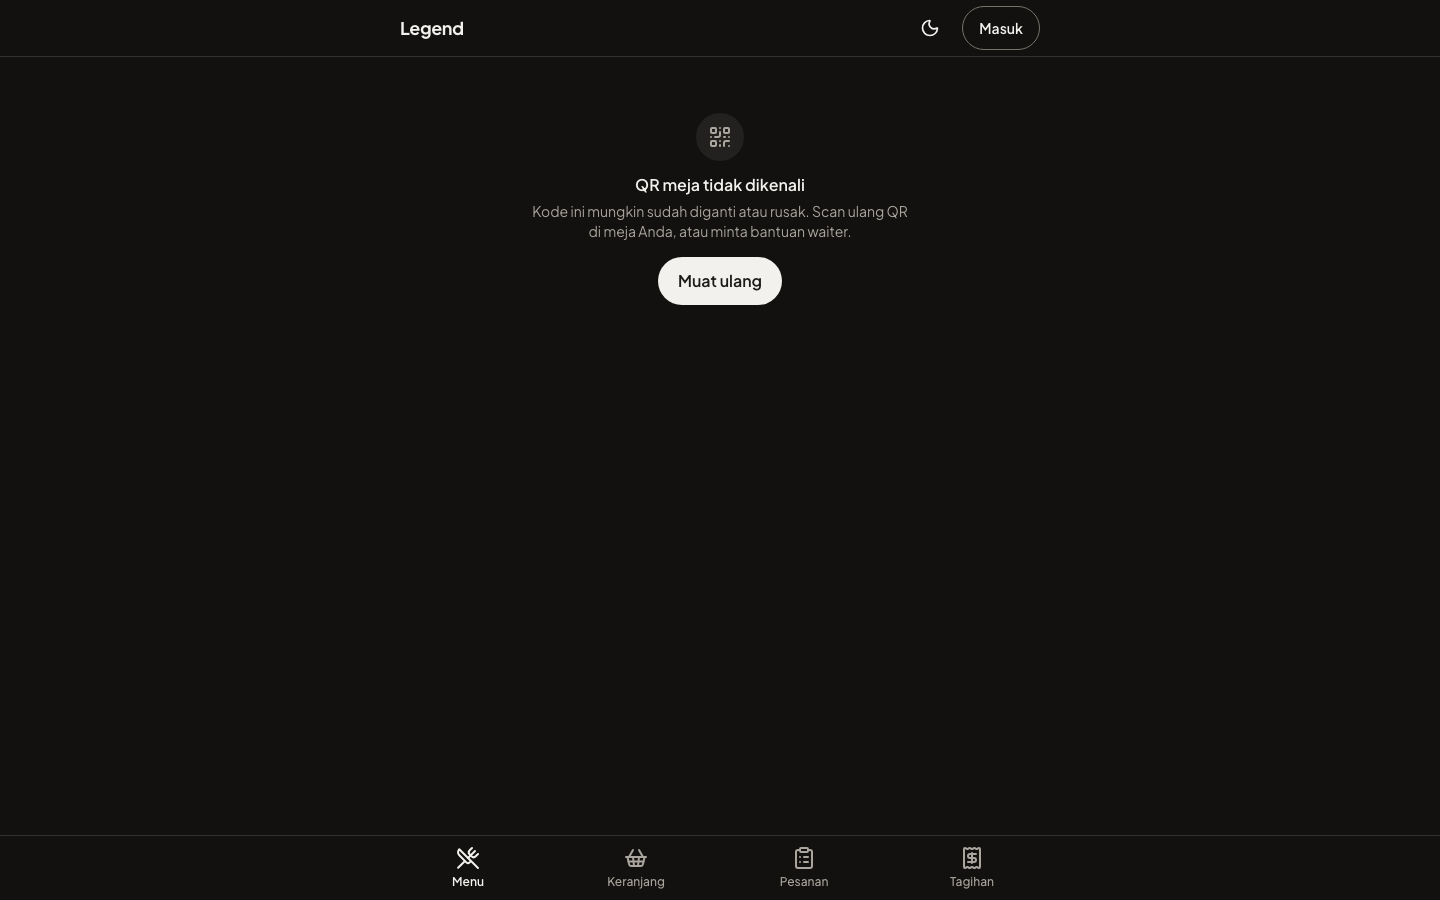 Legend
Masuk
QR meja tidak dikenali
Kode ini mungkin sudah diganti atau rusak. Scan ulang QR
di meja Anda, atau minta bantuan waiter.
Muat ulang
Menu
Keranjang
Pesanan
Tagihan